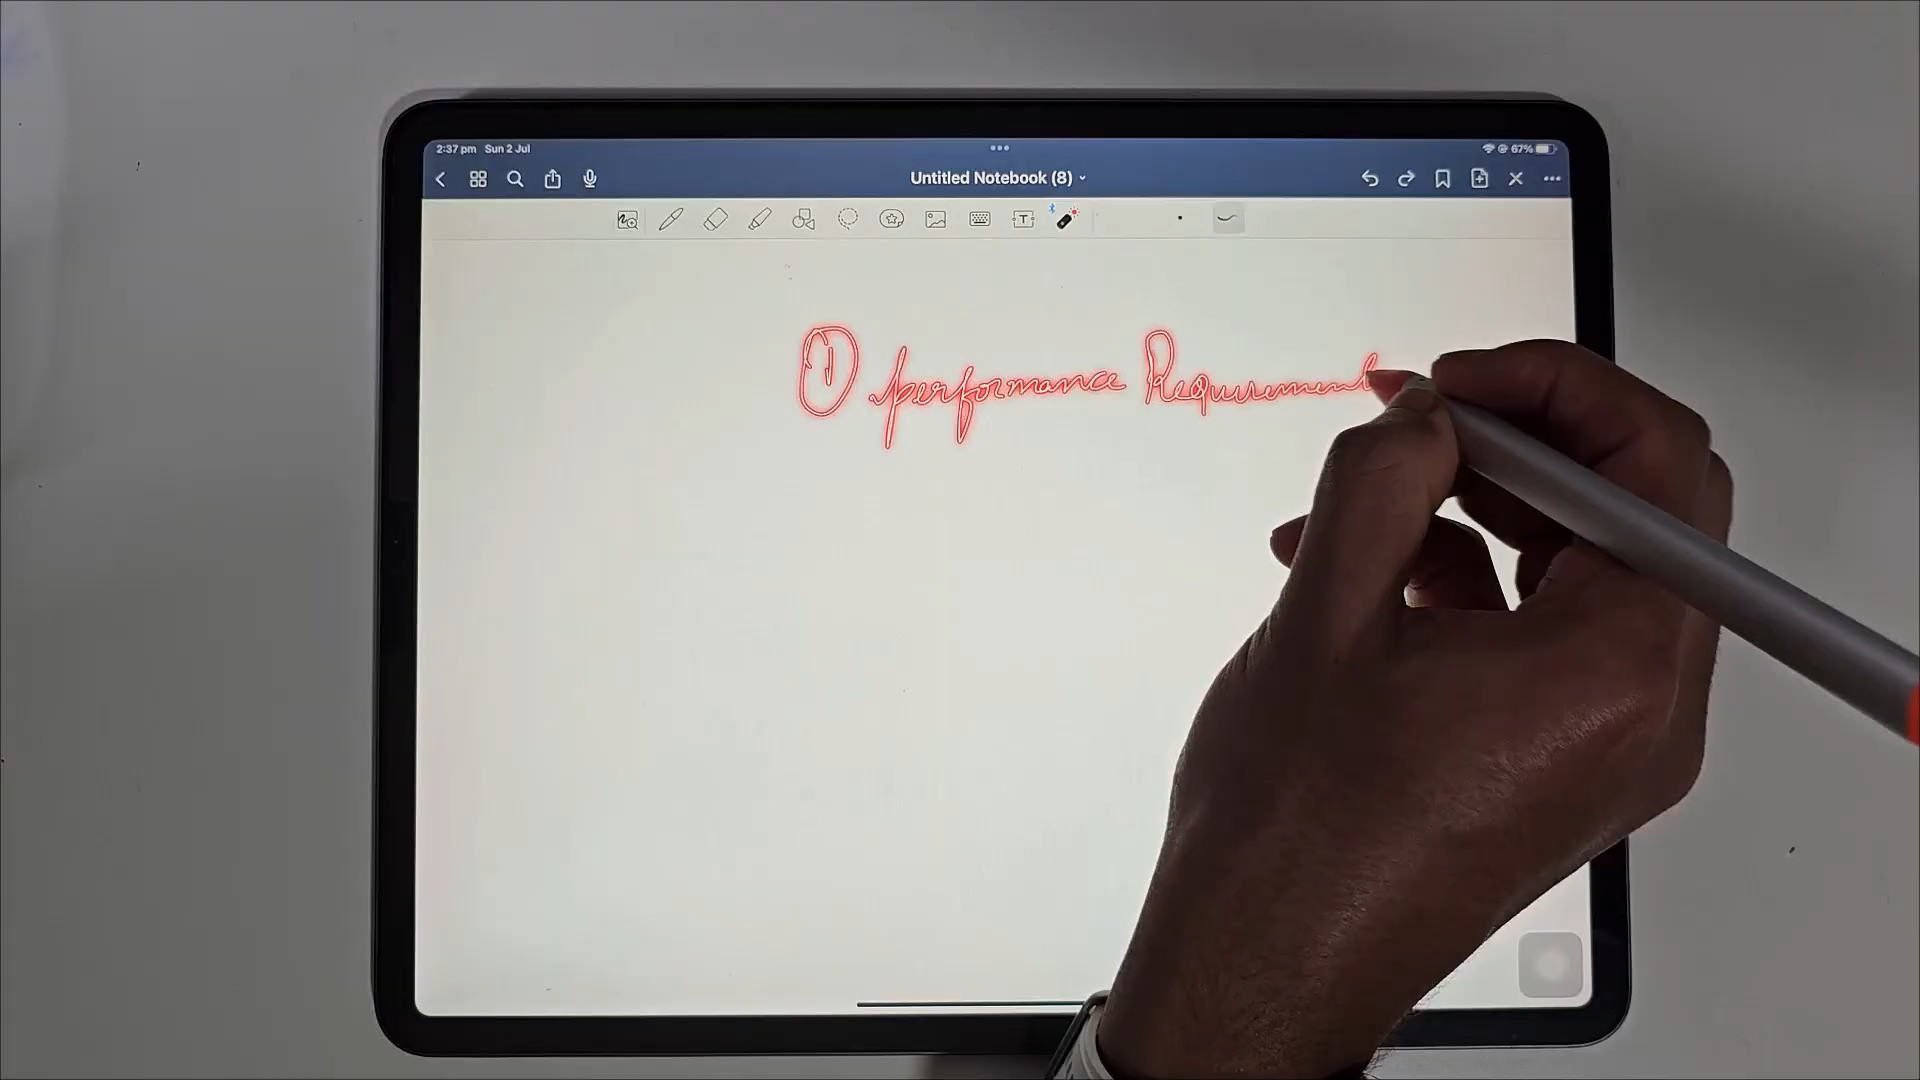 2:37 pm Sun 2 Jul 67%
Untitled Notebook (8)
T
① performance Requirement